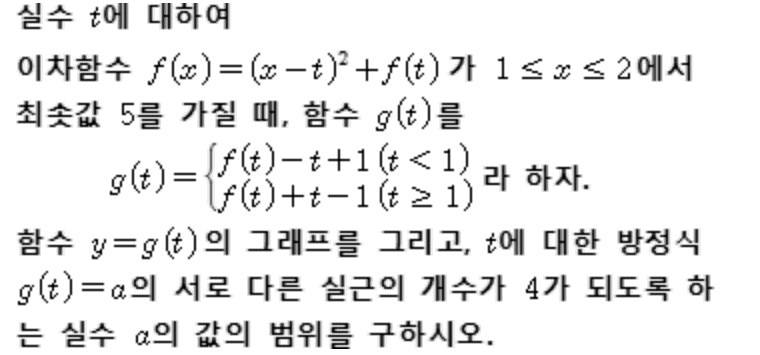 실수 t에 대하여
이차함수 f(x)=(x-t)²+f(t)가 1≤x≤2에서
최솟값 5를 가질 때, 함수 g(t)를
g(t)={f(t)-t+1 (t<1)
f(t)+t-1 (t≥1) 라 하자.
함수 y=g(t)의 그래프를 그리고, t에 대한 방정식
g(t)=a의 서로 다른 실근의 개수가 4가 되도록 하
는 실수 a의 값의 범위를 구하시오.